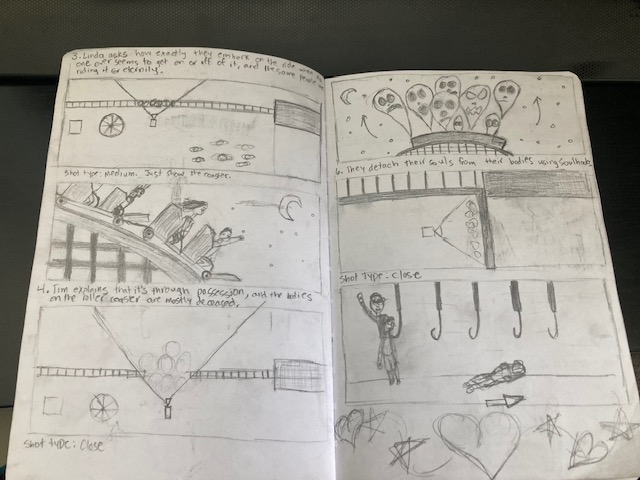 3. Linda asks how exactly they embark on the ride when no
one ever seems to get on or off of it, and the same people
riding it for eternity.
Shot type: Medium. Just show the coaster.
4. Tim explains that it's through possession, and the bodies
on the roller coaster are mostly deceased.
Shot type: Close
6. They detach their souls from their bodies using soulhooks
Shot Type: Close